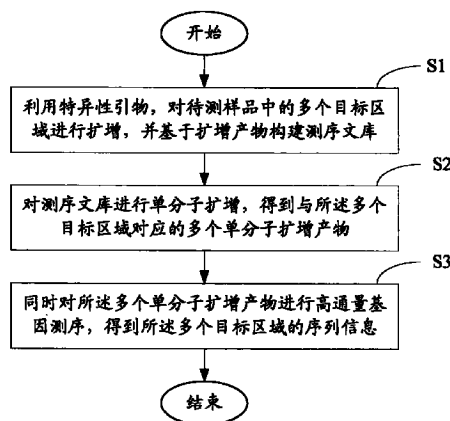 开始
S1
利用特异性引物，对待测样品中的多个目标区
域进行扩增，并基于扩增产物构建测序文库
S2
对测序文库进行单分子扩增，得到与所述多个
目标区域对应的多个单分子扩增产物
S3
同时对所述多个单分子扩增产物进行高通量基
因测序，得到所述多个目标区域的序列信息
结束